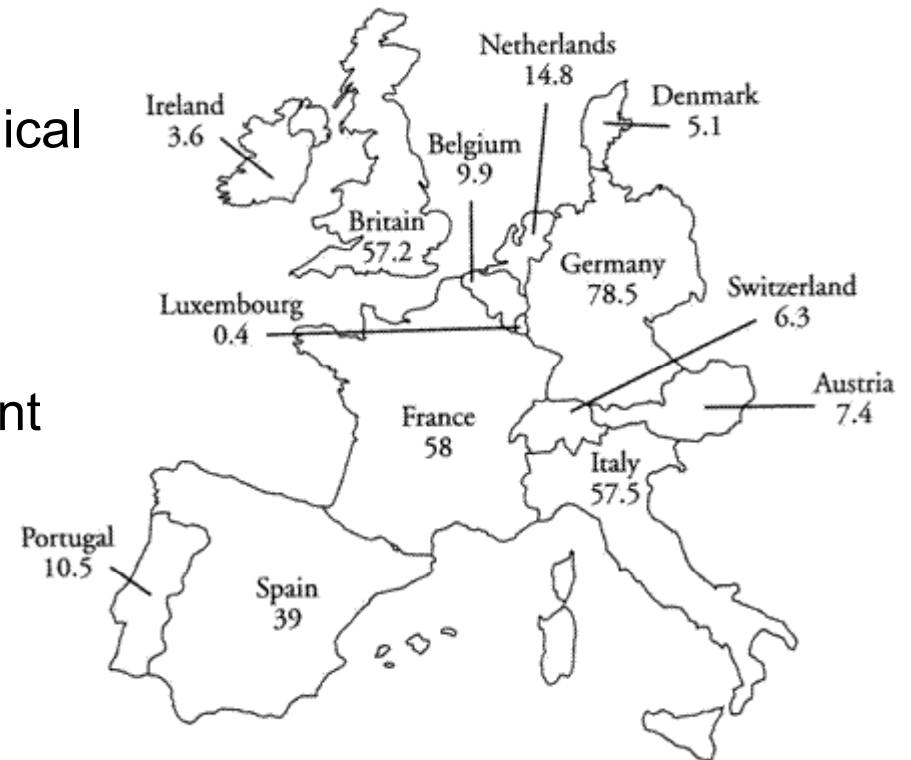 ical
nt
Netherlands
14.8
Ireland
3.6
Denmark
5.1
Belgium
9.9
Britain
57.2
Germany
78.5
Switzerland
6.3
Luxembourg
0.4
Austria
7.4
France
58
Italy
57.5
Portugal
10.5
Spain
39